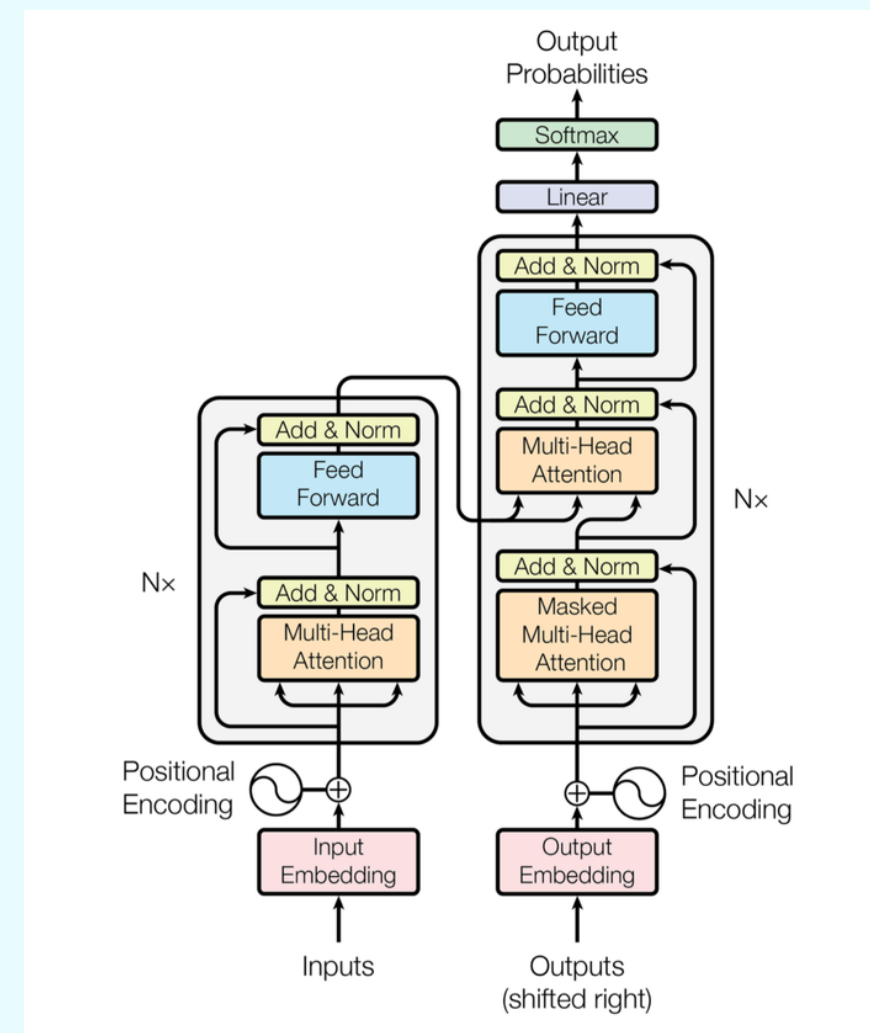 Output
Probabilities
Softmax
Linear
Add & Norm
Feed
Forward
Add & Norm
Multi-Head
Attention
Add & Norm
Masked
Multi-Head
Attention
Nx
Add & Norm
Feed
Forward
Add & Norm
Multi-Head
Attention
Nx
Positional
Encoding
Positional
Encoding
Input
Embedding
Output
Embedding
Inputs
Outputs
(shifted right)